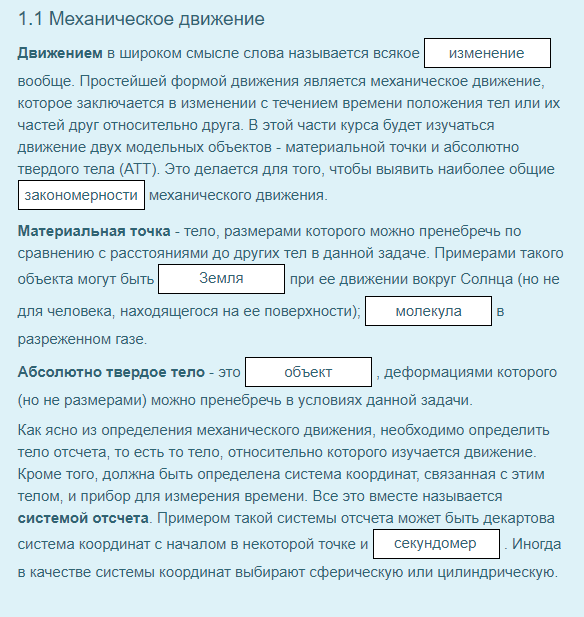 1.1 Механическое движение
Движением в широком смысле слова называется всякое изменение
вообще. Простейшей формой движения является механическое движение,
которое заключается в изменении с течением времени положения тел или их
частей друг относительно друга. В этой части курса будет изучаться
движение двух модельных объектов - материальной точки и абсолютно
твердого тела (АТТ). Это делается для того, чтобы выявить наиболее общие
закономерности механического движения.
Материальная точка - тело, размерами которого можно пренебречь по
сравнению с расстояниями до других тел в данной задаче. Примерами такого
объекта могут быть Земля при ее движении вокруг Солнца (но не
для человека, находящегося на ее поверхности); молекула в
разреженном газе.
Абсолютно твердое тело - это объект , деформациями которого
(но не размерами) можно пренебречь в условиях данной задачи.
Как ясно из определения механического движения, необходимо определить
тело отсчета, то есть то тело, относительно которого изучается движение.
Кроме того, должна быть определена система координат, связанная с этим
телом, и прибор для измерения времени. Все это вместе называется
системой отсчета. Примером такой системы отсчета может быть декартова
система координат с началом в некоторой точке и секундомер . Иногда
в качестве системы координат выбирают сферическую или цилиндрическую.